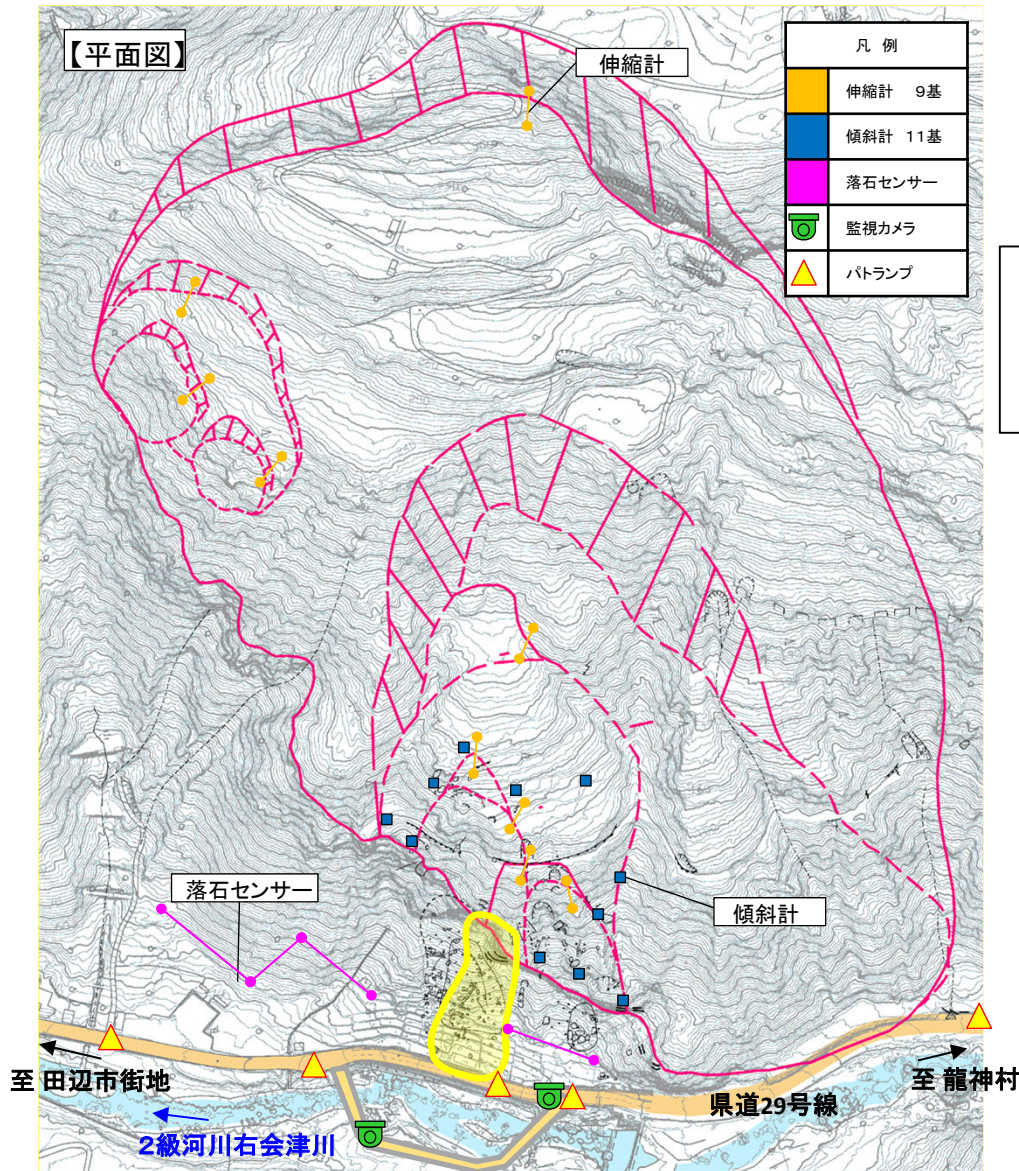 【平面図】
伸縮計
凡 例
伸縮計 9基
傾斜計 11基
落石センサー
監視カメラ
パトランプ
落石センサー
傾斜計
至 田辺市街地
至 龍神村
県道29号線
2級河川右会津川